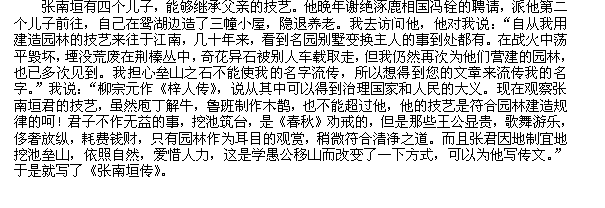 张南垣有四个儿子，能够继承父亲的技艺。他晚年谢绝涿鹿相国冯铨的聘请，派他第二
个儿子前往，自己在鸳湖边造了三幢小屋，隐退养老。我去访问他，他对我说：“自从我用
建造园林的技艺来往于江南，几十年来，看到名园别墅变换主人的事到处都有。在战火中荡
平毁坏，堙没荒废在荆榛丛中，奇花异石被别人车载取走，但我仍然再次为他们营建的园林，
也已多次见到。我担心垒山之石不能使我的名字流传，所以想得到您的文章来流传我的名
字。”我说：“柳宗元作《梓人传》，说从其中可以得到治理国家和人民的大义。现在观察张
南垣君的技艺，虽然庖丁解牛，鲁班制作木鹊，也不能超过他，他的技艺是符合园林建造规
律的呵！君子不作无益的事，挖池筑台，是《春秋》劝戒的，但是那些王公显贵，歌舞游乐，
侈奢放纵，耗费钱财，只有园林作为耳目的观赏，稍微符合清净之道。而且张君因地制宜地
挖池垒山，依照自然，爱惜人力，这是学愚公移山而改变了一下方式，可以为他写传文。”
于是就写了《张南垣传》。